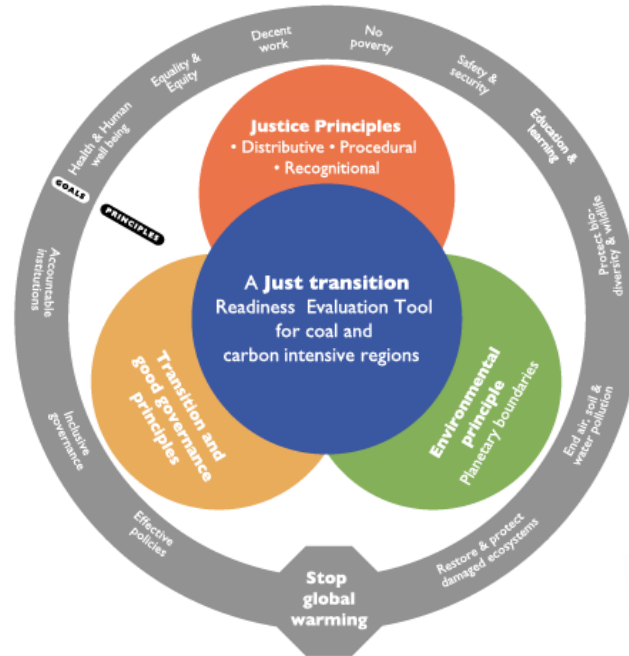 Decent
work
No
poverty
Safety &
security
Education &
learning
Protect bio-
diversity & wildlife
End air, soil &
water pollution
Restore & protect
damaged ecosystems
Stop
global
warming
Effective
policies
Inclusive
governance
Accountable
institutions
Health & Human
well being
Equality &
Equity
GOALS
PRINCIPLES
Justice Principles
• Distributive • Procedural
• Recognitional
A Just transition
Readiness Evaluation Tool
for coal and
carbon intensive regions
Transition and
good governance
principles
Environmental
principle
Planetary boundaries